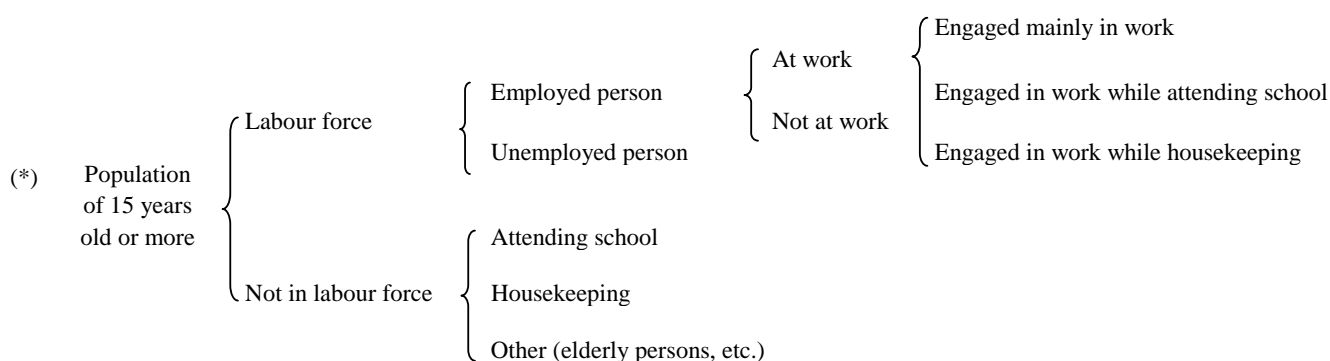 (*)
Population
of 15 years
old or more
Labour force
Employed person
At work
Engaged mainly in work
Engaged in work while attending school
Engaged in work while housekeeping
Not at work
Unemployed person
Not in labour force
Attending school
Housekeeping
Other (elderly persons, etc.)